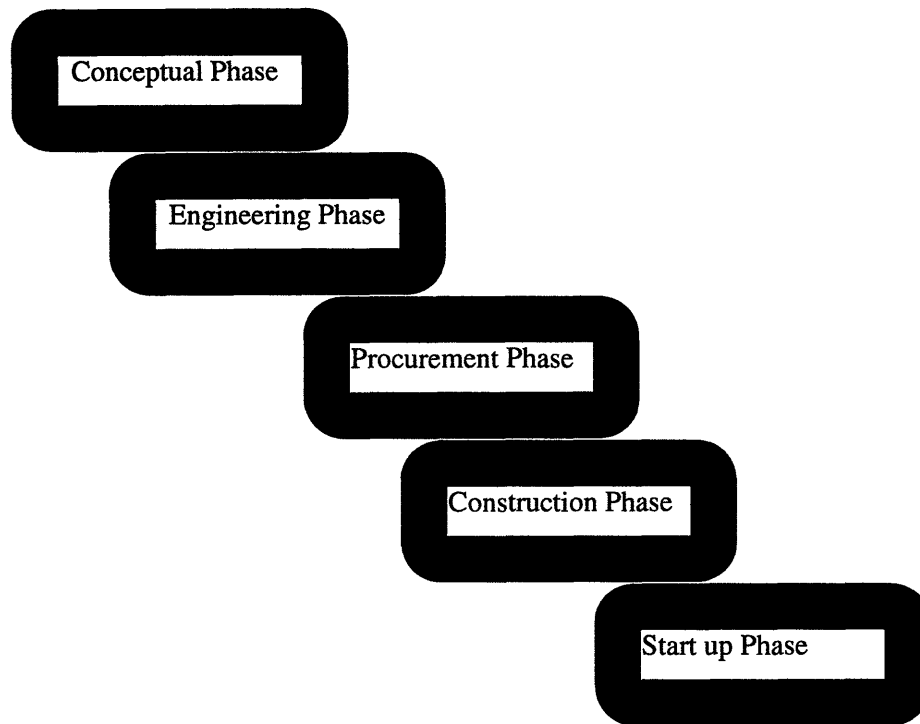 Conceptual Phase
Engineering Phase
Procurement Phase
Construction Phase
Start up Phase